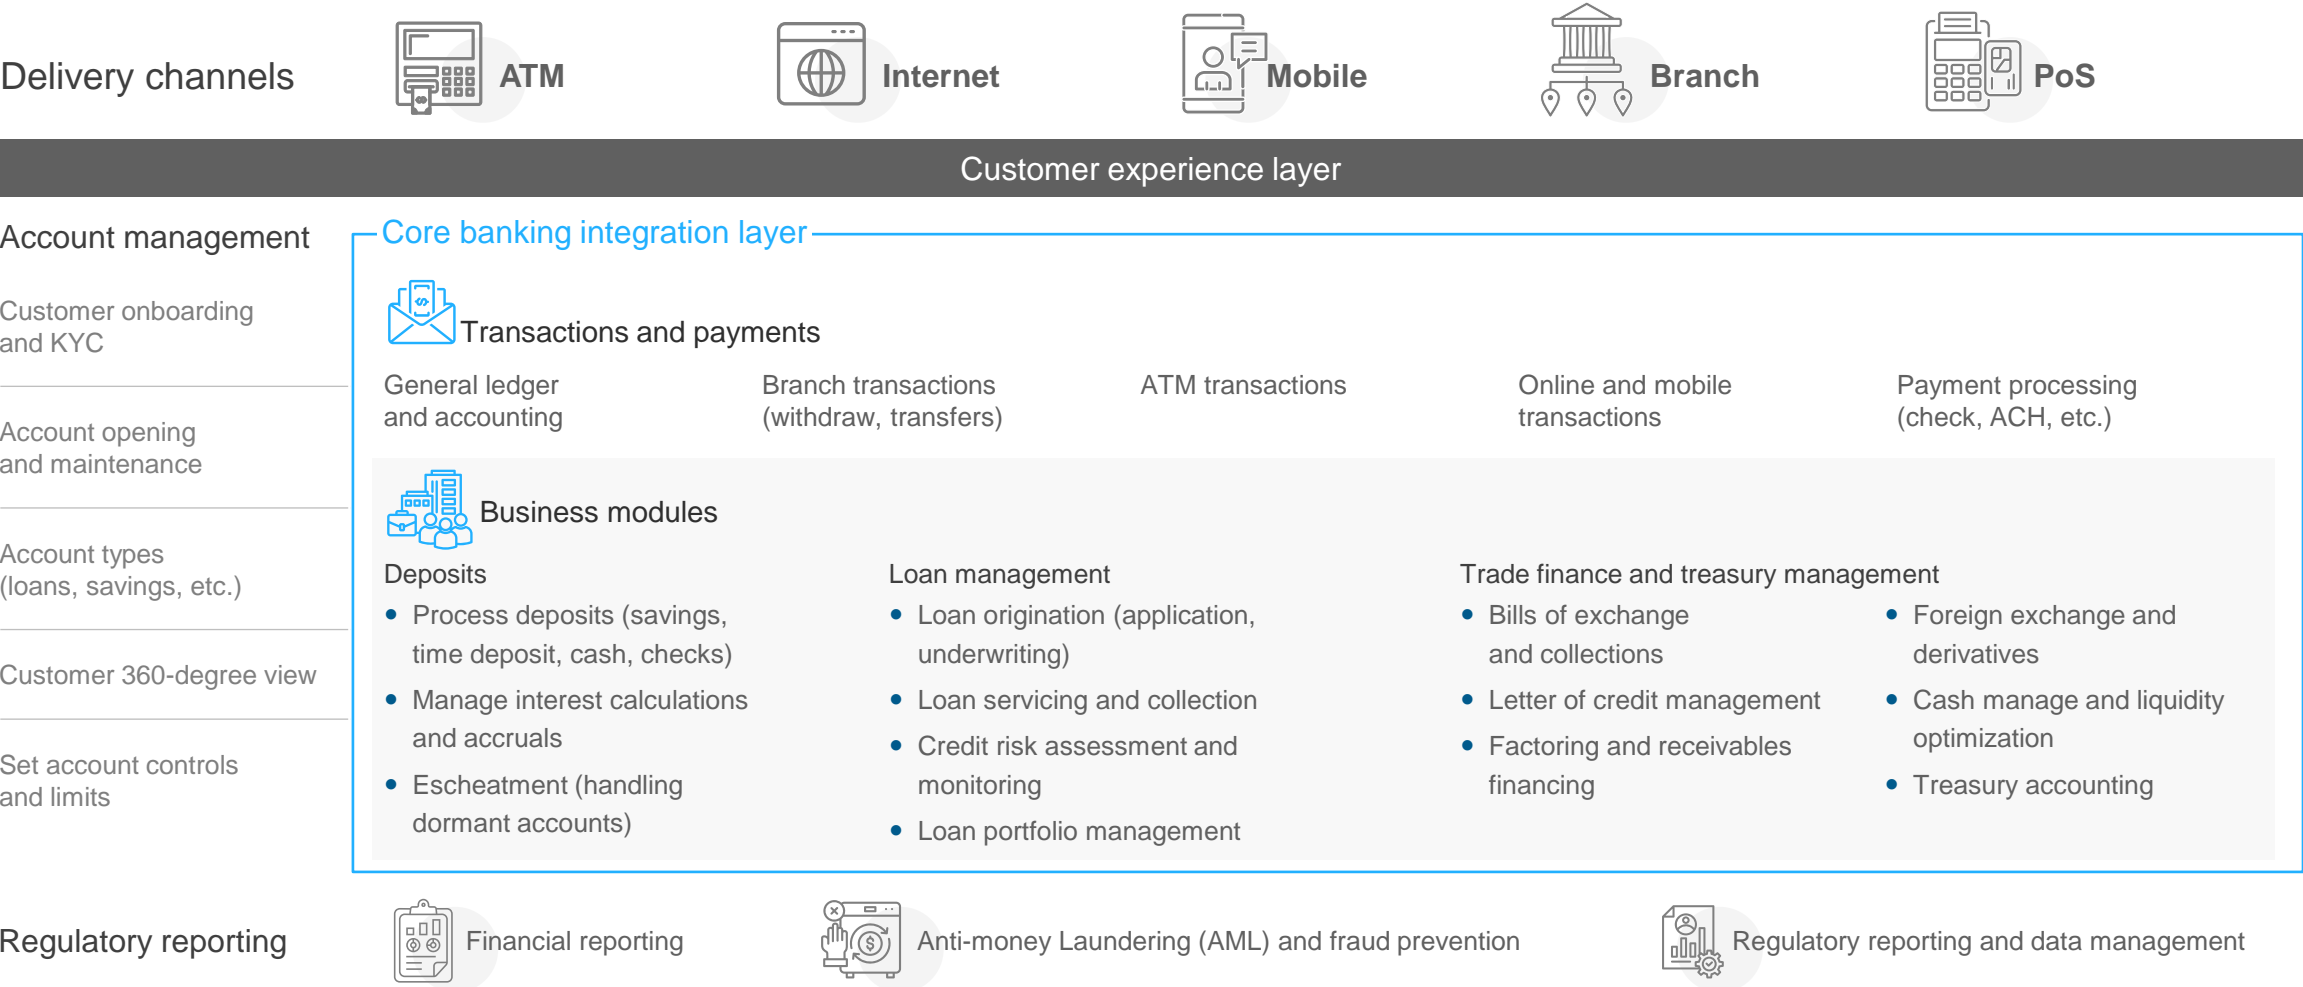 Delivery channels
ATM
Internet
Mobile
Branch
PoS
Customer experience layer
Account management
Customer onboarding
and KYC
Account opening
and maintenance
Account types
(loans, savings, etc.)
Customer 360-degree view
Set account controls
and limits
Core banking integration layer
Transactions and payments
General ledger
and accounting
Branch transactions
(withdraw, transfers)
ATM transactions
Online and mobile
transactions
Payment processing
(check, ACH, etc.)
Business modules
Deposits
• Process deposits (savings,
time deposit, cash, checks)
• Manage interest calculations
and accruals
• Escheatment (handling
dormant accounts)
Loan management
• Loan origination (application,
underwriting)
• Loan servicing and collection
• Credit risk assessment and
monitoring
• Loan portfolio management
Trade finance and treasury management
• Bills of exchange
and collections
• Letter of credit management
• Factoring and receivables
financing
• Foreign exchange and
derivatives
• Cash manage and liquidity
optimization
• Treasury accounting
Regulatory reporting
Financial reporting
Anti-money Laundering (AML) and fraud prevention
Regulatory reporting and data management